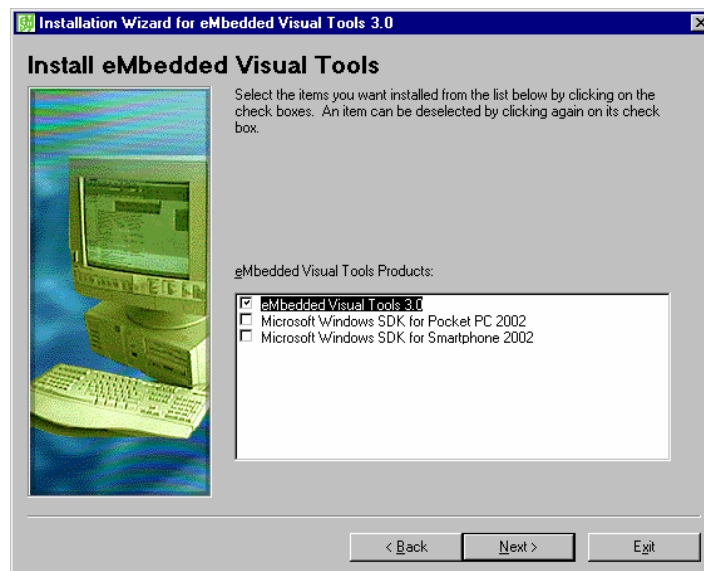 Installation Wizard for eMbedded Visual Tools 3.0
Install eMbedded Visual Tools
Select the items you want installed from the list below by clicking on the
check boxes. An item can be deselected by clicking again on its check
box.
eMbedded Visual Tools Products:
eMbedded Visual Tools 3.0
Microsoft Windows SDK for Pocket PC 2002
Microsoft Windows SDK for Smartphone 2002
< Back
Next >
Exit